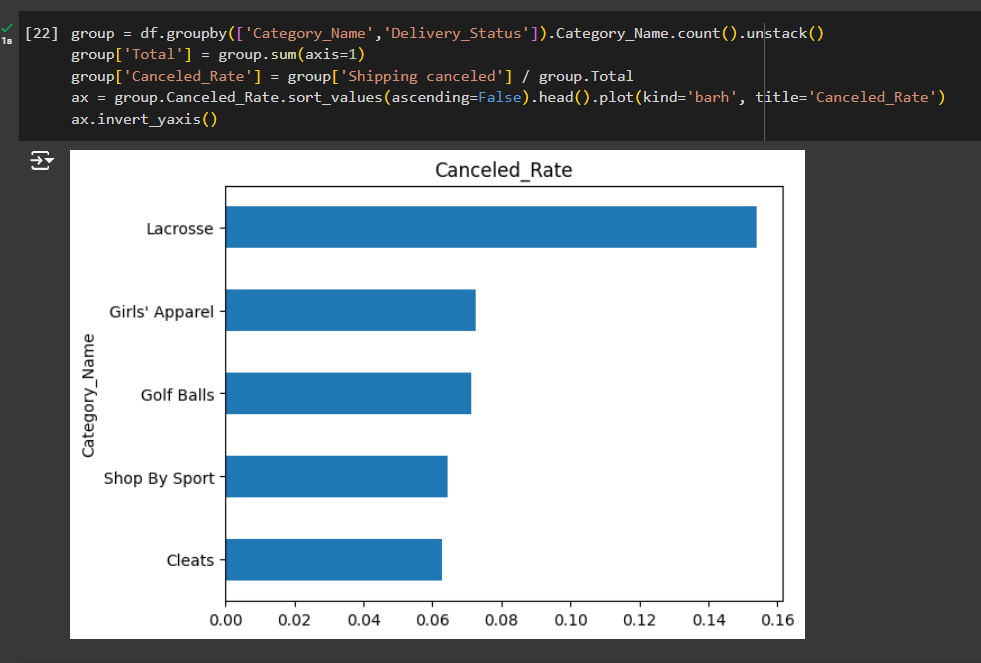 [22] group = df.groupby(['Category_Name','Delivery_Status']).Category_Name.count().unstack()
1s
group['Total'] = group.sum(axis=1)
group['Canceled_Rate'] = group['Shipping canceled'] / group.Total
ax = group.Canceled_Rate.sort_values(ascending=False).head().plot(kind='barh', title='Canceled_Rate')
ax.invert_yaxis()
Canceled_Rate
Lacrosse
Girls' Apparel
Golf Balls
Shop By Sport
Cleats
Category_Name
0.00 0.02 0.04 0.06 0.08 0.10 0.12 0.14 0.16